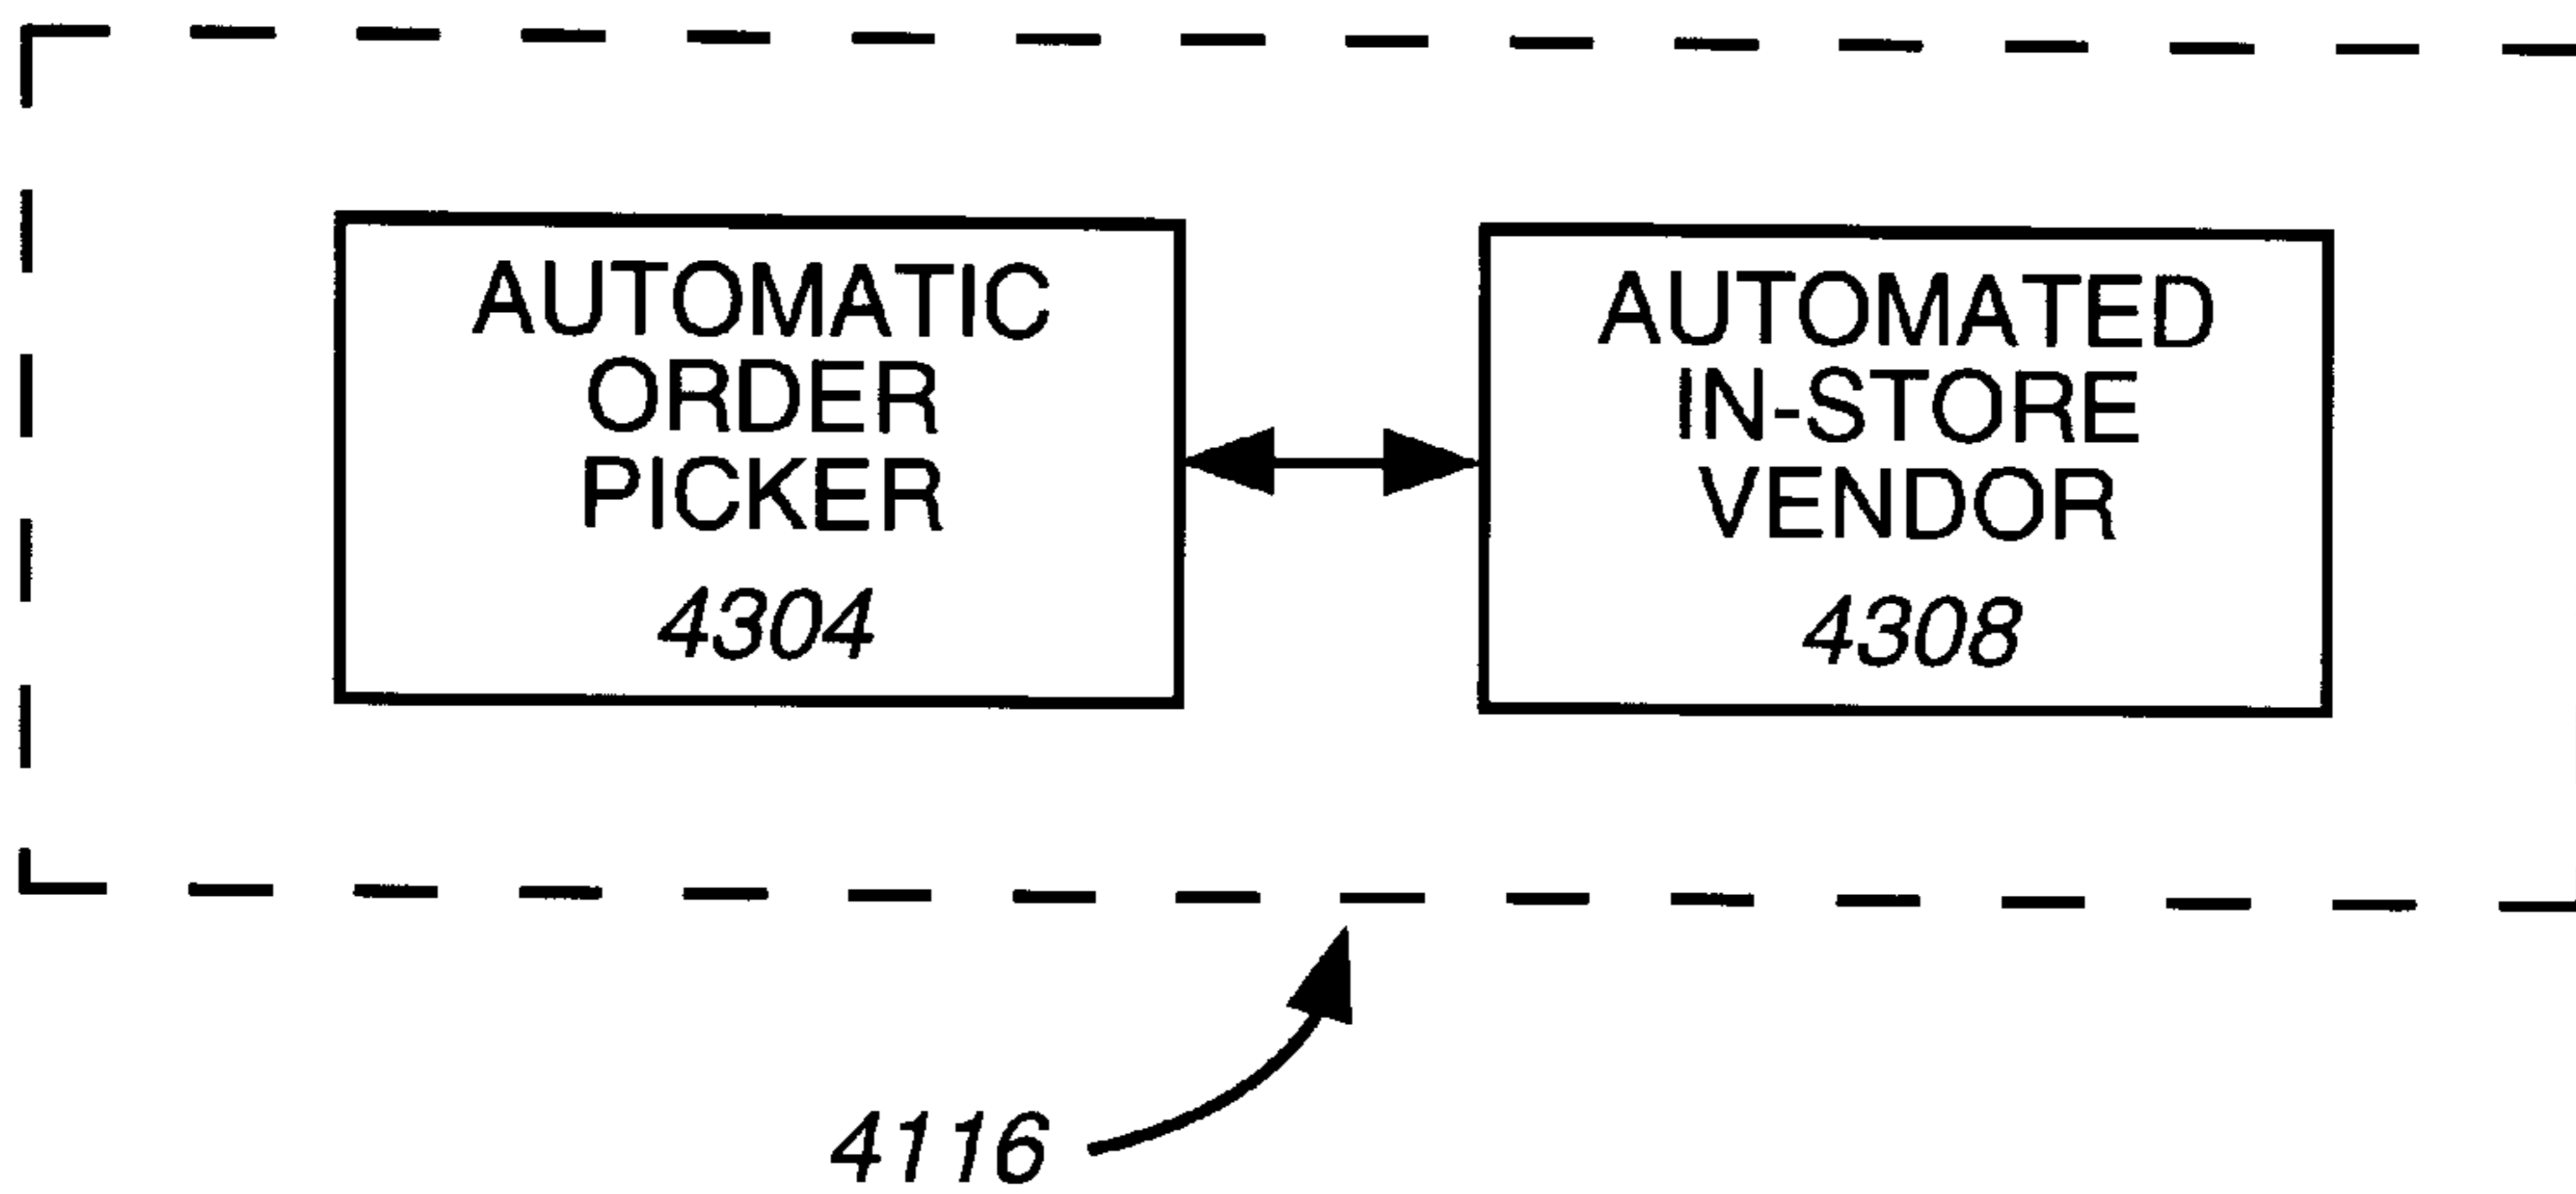 AUTOMATIC
ORDER
PICKER
4304
AUTOMATED
IN-STORE
VENDOR
4308
4116